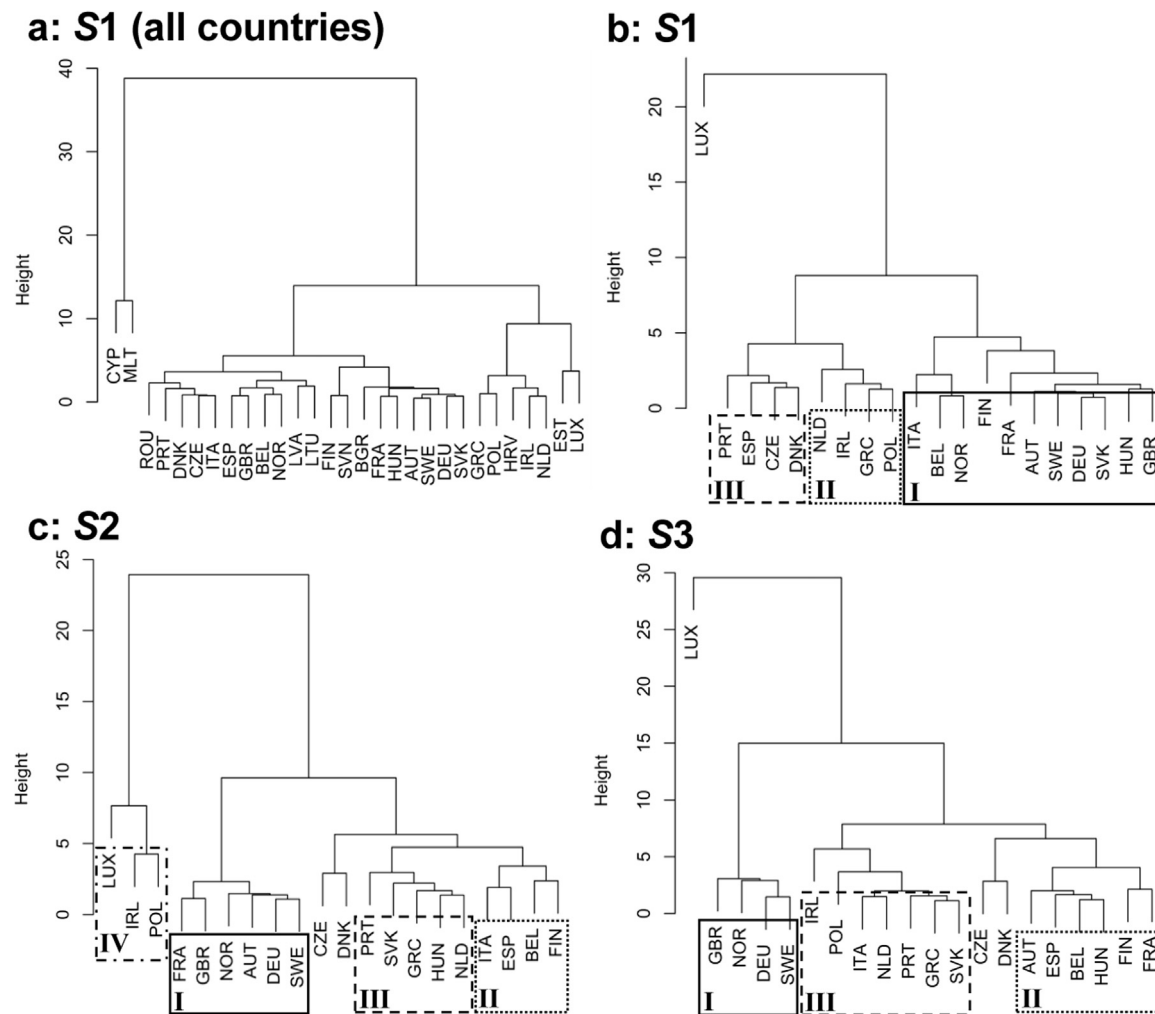 a: S1 (all countries)
Height
40
30
20
10
0
CYP
MLT
ROU
PRT
DNK
CZE
ITA
ESP
GBR
BEL
NOR
LVA
LTU
FIN
SVN
BGR
FRA
HUN
AUT
SWE
DEU
SVK
GRC
POL
HRV
IRL
NLD
EST
LUX
b: S1
Height
20
15
10
5
0
LUX
PRT
ESP
CZE
DNK
III
NLD
IRL
GRC
POL
II
ITA
BEL
NOR
FIN
FRA
AUT
SWE
DEU
SVK
HUN
GBR
I
c: S2
Height
25
20
15
10
5
0
LUX
IRL
POL
IV
FRA
GBR
NOR
AUT
DEU
SWE
I
CZE
DNK
PRT
SVK
GRC
HUN
NLD
III
ITA
ESP
BEL
FIN
II
d: S3
Height
30
25
20
15
10
5
0
LUX
GBR
NOR
DEU
SWE
I
IRL
POL
ITA
NLD
PRT
GRC
SVK
III
CZE
DNK
AUT
ESP
BEL
HUN
FIN
FRA
II